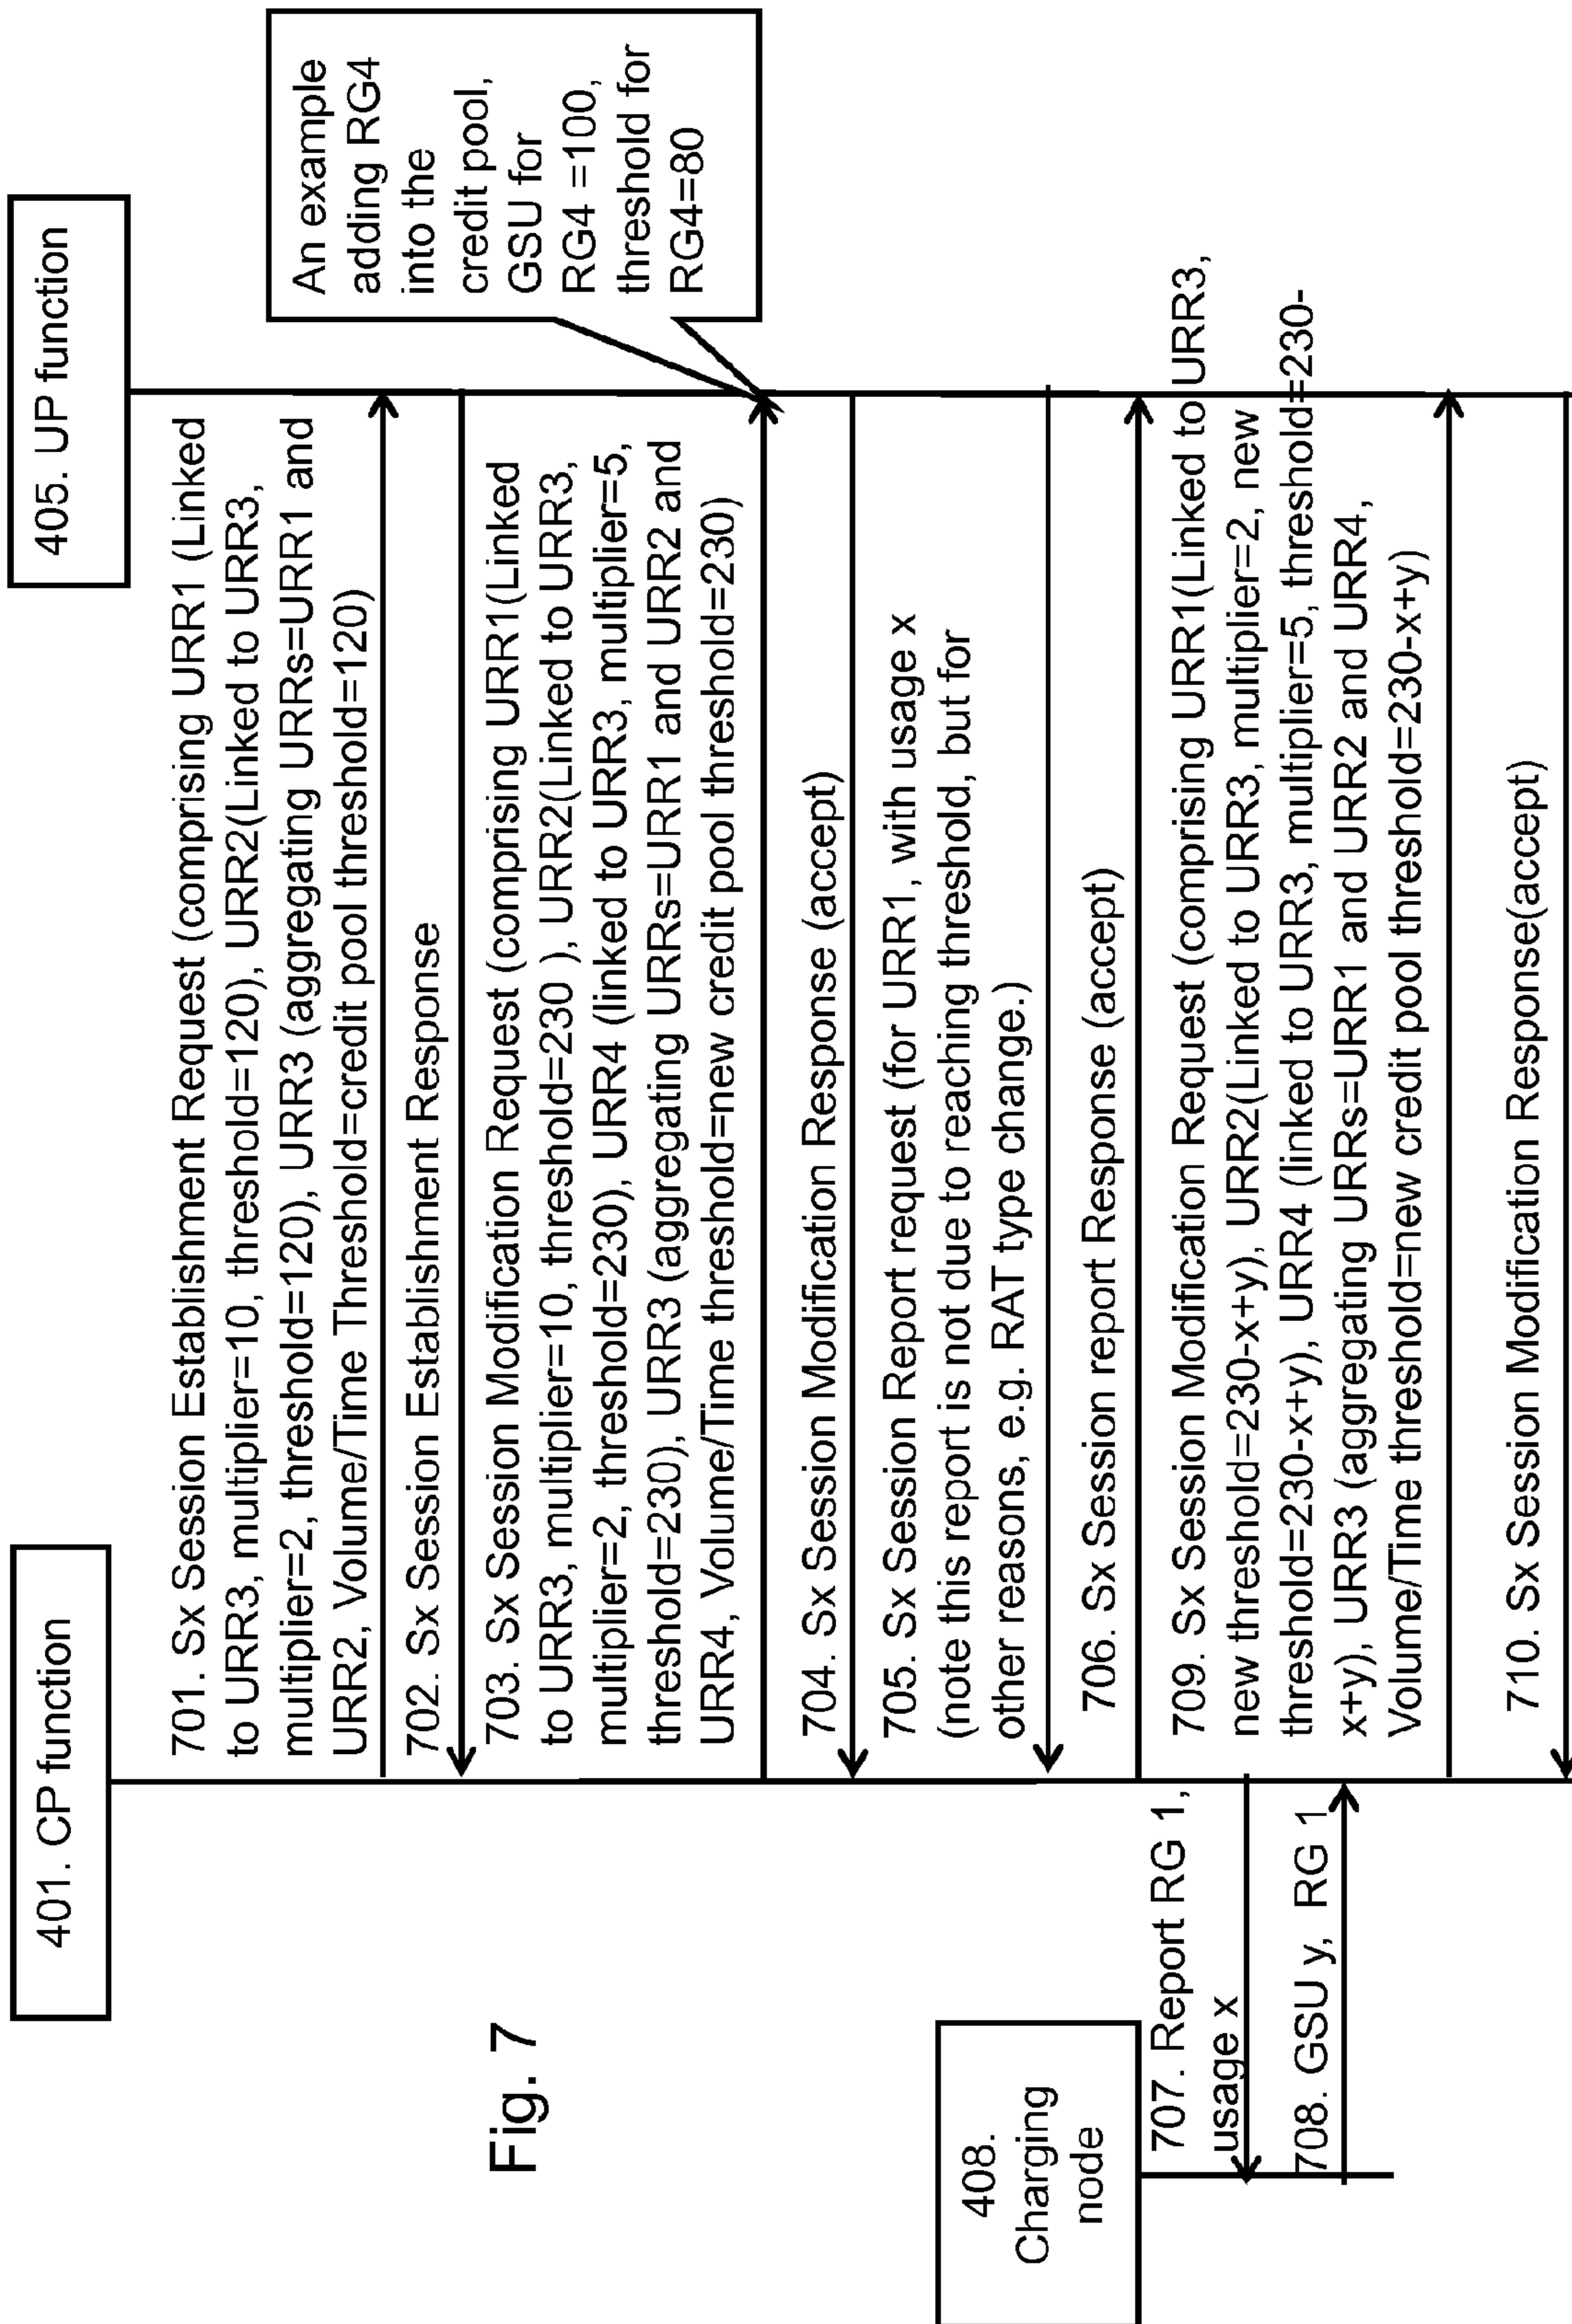 401. CP function
405. UP function
701. Sx Session Establishment Request (comprising URR1 (Linked
to URR3, multiplier=10, threshold=120), URR2(Linked to URR3,
multiplier=2, threshold=120), URR3 (aggregating URRs=URR1 and
URR2, Volume/Time Threshold=credit pool threshold=120)
702. Sx Session Establishment Response
703. Sx Session Modification Request (comprising URR1(Linked
to URR3, multiplier=10, threshold=230 ), URR2(Linked to URR3,
multiplier=2, threshold=230), URR4 (linked to URR3, multiplier=5,
threshold=230), URR3 (aggregating URRs=URR1 and URR2 and
URR4, Volume/Time threshold=new credit pool threshold=230)
An example
adding RG4
into the
credit pool,
GSU for
RG4 =100,
threshold for
RG4=80
704. Sx Session Modification Response (accept)
705. Sx Session Report request (for URR1, with usage x
(note this report is not due to reaching threshold, but for
other reasons, e.g. RAT type change.)
706. Sx Session report Response (accept)
408.
Charging
node
707. Report RG 1,
usage x
708. GSU y, RG 1
709. Sx Session Modification Request (comprising URR1(Linked to URR3,
new threshold=230-x+y), URR2(Linked to URR3, multiplier=2, new
threshold=230-x+y), URR4 (linked to URR3, multiplier=5, threshold=230-
x+y), URR3 (aggregating URRs=URR1 and URR2 and URR4,
Volume/Time threshold=new credit pool threshold=230-x+y)
710. Sx Session Modification Response(accept)
Fig. 7